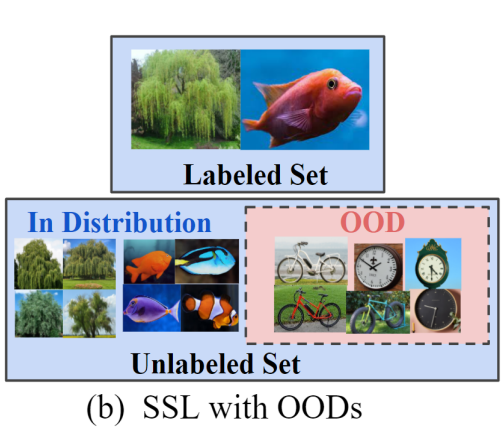 Labeled Set
In Distribution
OOD
Unlabeled Set
(b) SSL with OODs